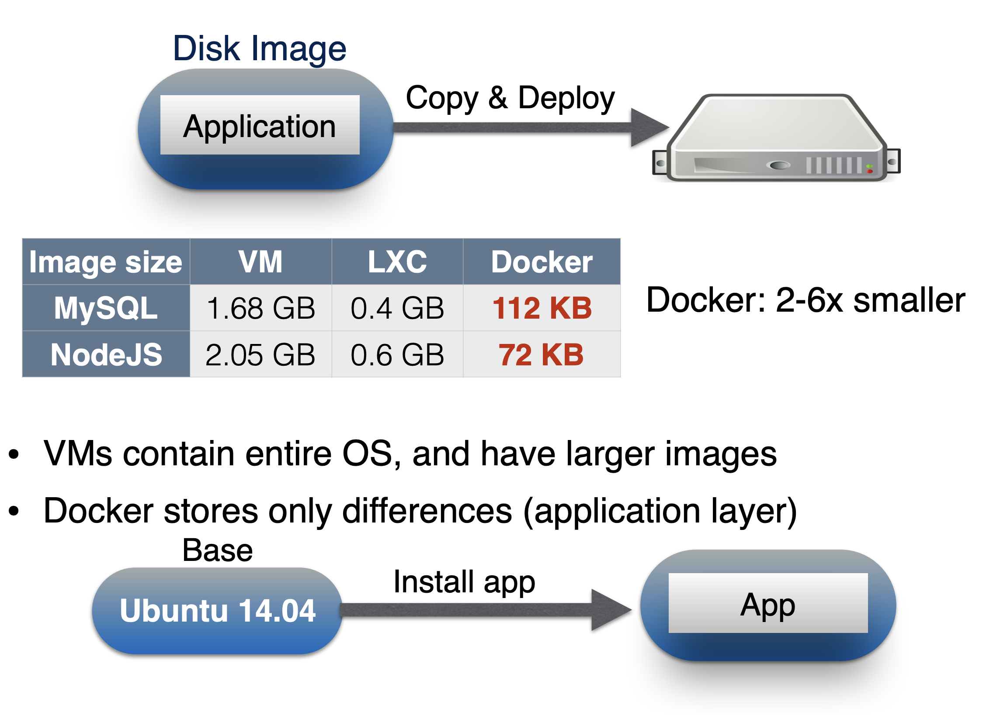 Disk Image
Application
Copy & Deploy
Image size VM LXC Docker
MySQL 1.68 GB 0.4 GB 112 KB
NodeJS 2.05 GB 0.6 GB 72 KB
Docker: 2-6x smaller
• VMs contain entire OS, and have larger images
• Docker stores only differences (application layer)
Base
Ubuntu 14.04
Install app
App